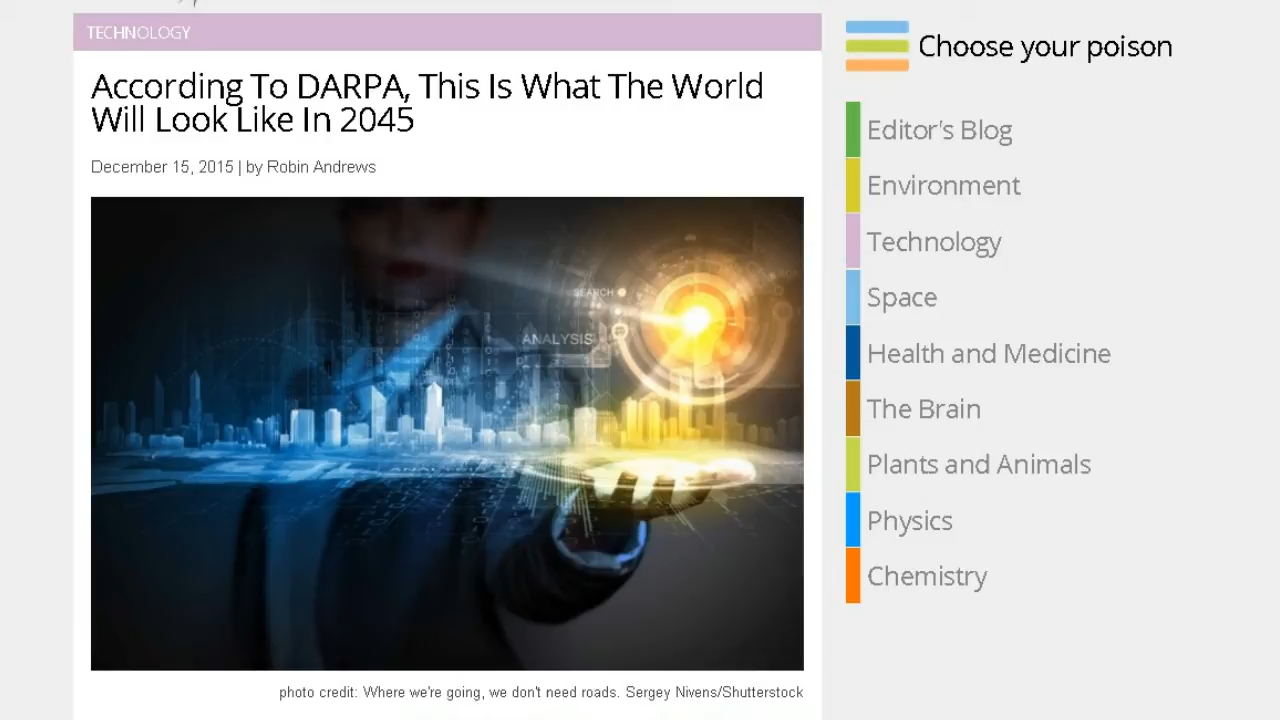 TECHNOLOGY
According To DARPA, This Is What The World
Will Look Like In 2045
December 15, 2015 | by Robin Andrews
SEARCH
ANALYSIS
photo credit: Where we're going, we don't need roads. Sergey Nivens/Shutterstock
Choose your poison
Editor's Blog
Environment
Technology
Space
Health and Medicine
The Brain
Plants and Animals
Physics
Chemistry